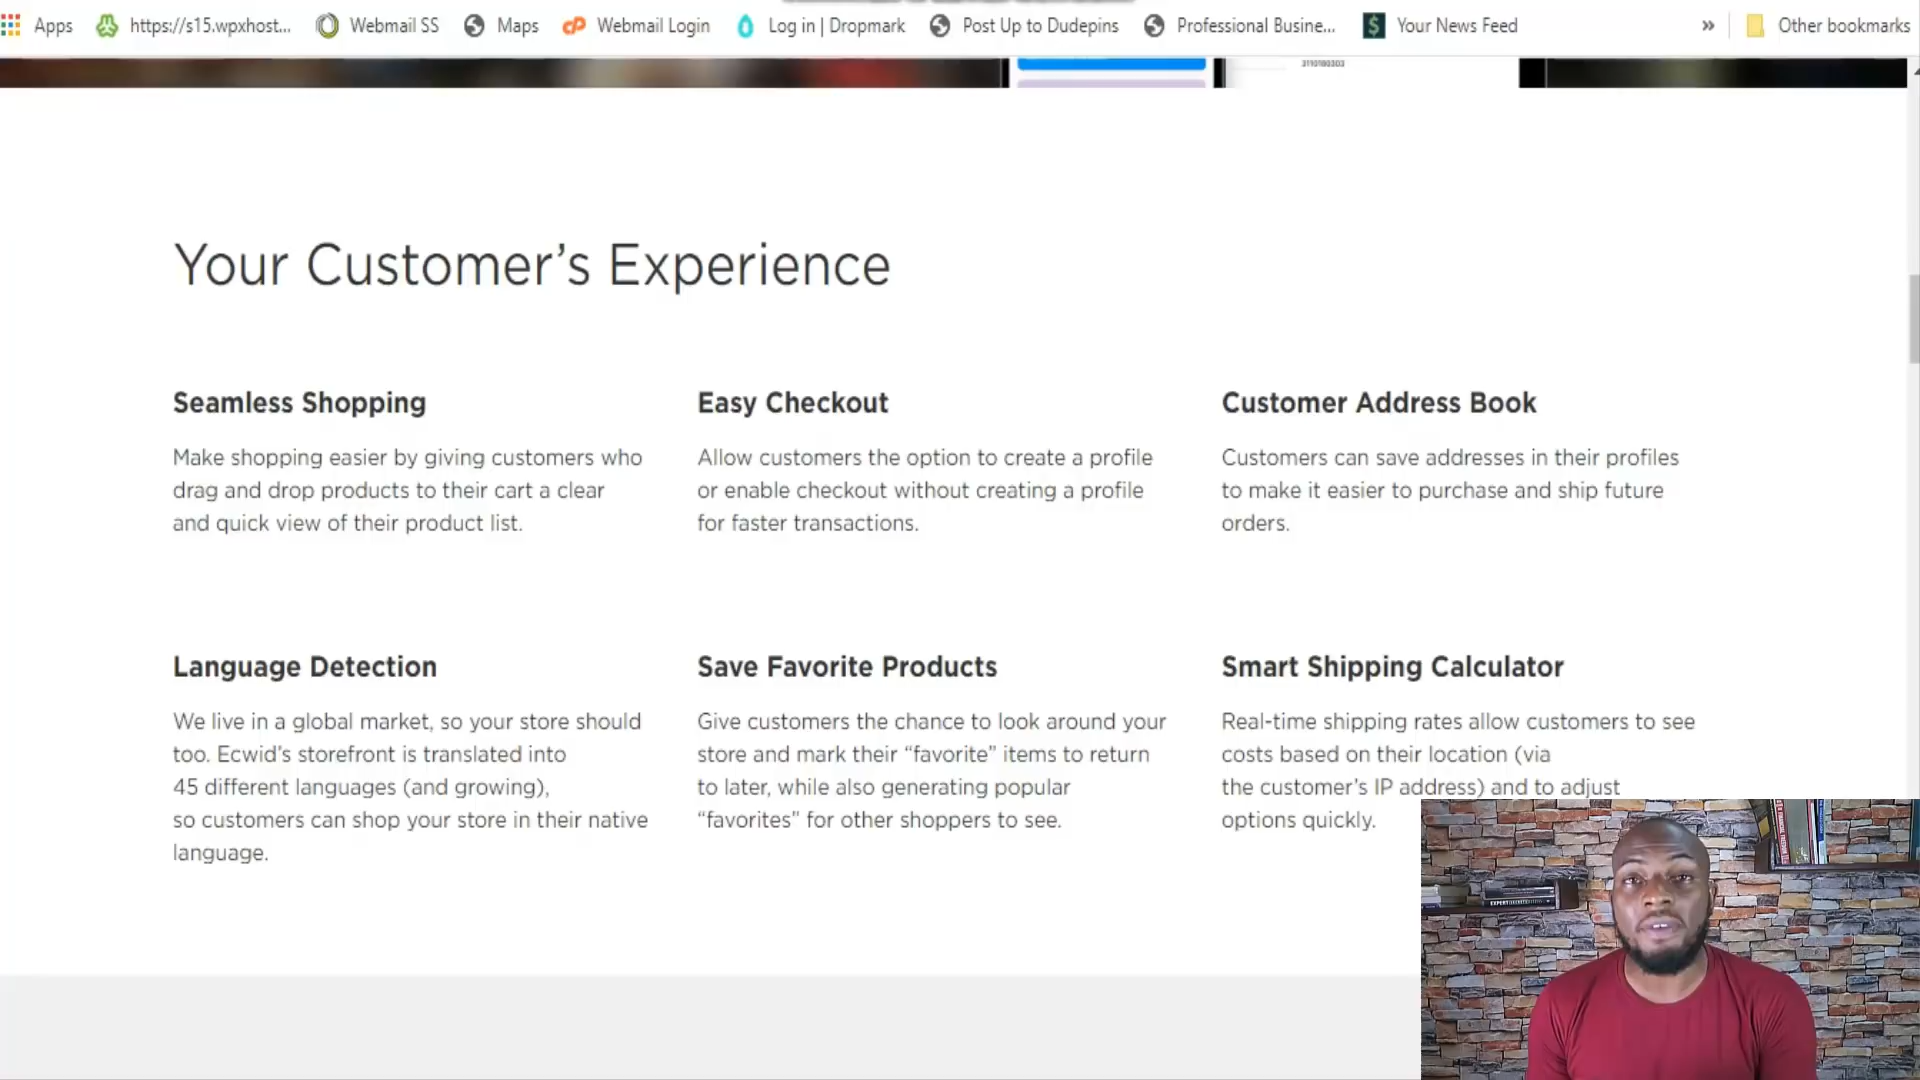 Apps https://s15.wpxhost... Webmail SS Maps Webmail Login Log in | Dropmark Post Up to Dudepins Professional Busine... Your News Feed » Other bookmarks
3110180303
Your Customer’s Experience
Seamless Shopping
Make shopping easier by giving customers who
drag and drop products to their cart a clear
and quick view of their product list.
Easy Checkout
Allow customers the option to create a profile
or enable checkout without creating a profile
for faster transactions.
Customer Address Book
Customers can save addresses in their profiles
to make it easier to purchase and ship future
orders.
Language Detection
We live in a global market, so your store should
too. Ecwid’s storefront is translated into
45 different languages (and growing),
so customers can shop your store in their native
language.
Save Favorite Products
Give customers the chance to look around your
store and mark their “favorite” items to return
to later, while also generating popular
“favorites” for other shoppers to see.
Smart Shipping Calculator
Real-time shipping rates allow customers to see
costs based on their location (via
the customer’s IP address) and to adjust
options quickly.